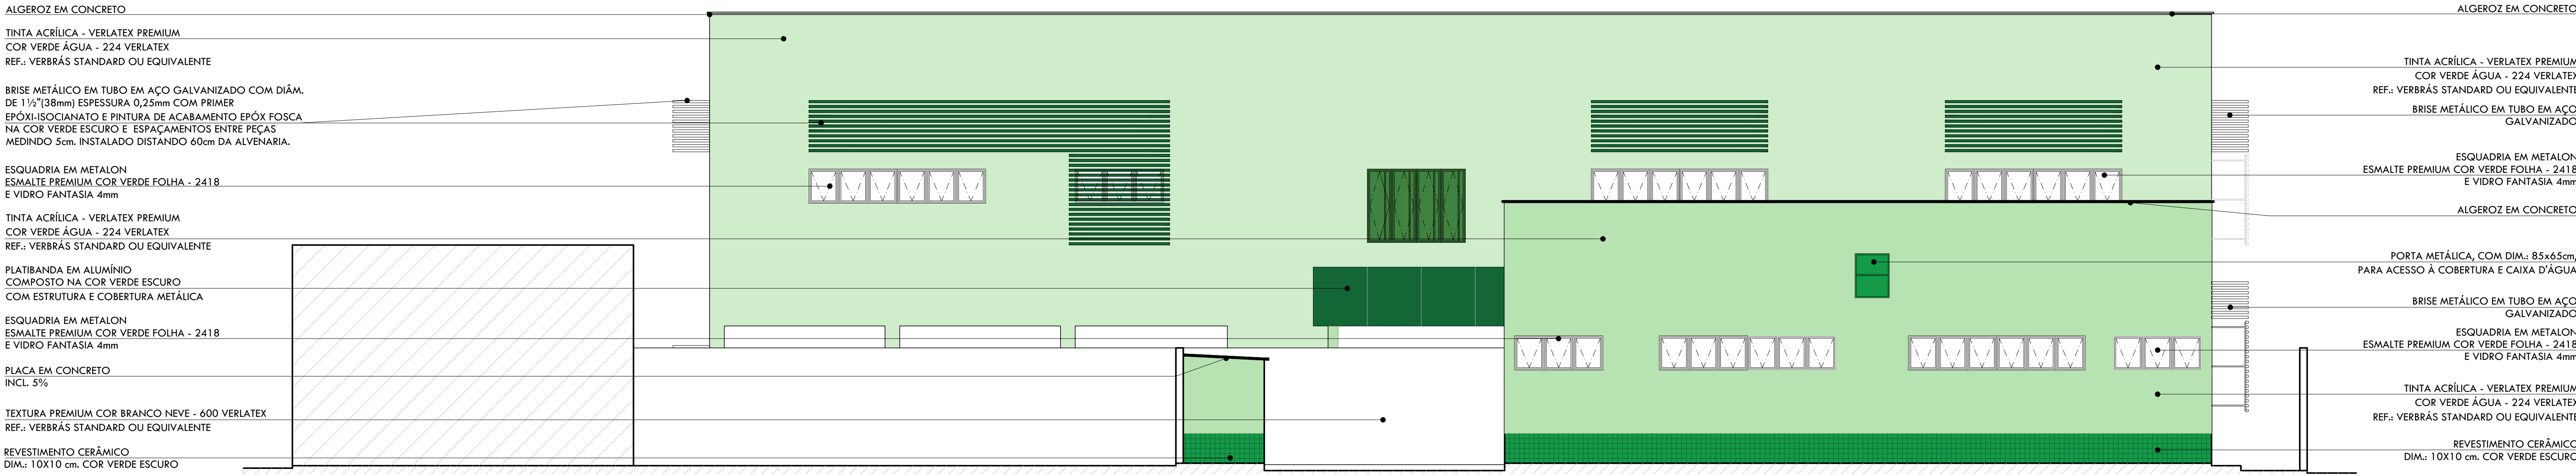 ALGEROZ EM CONCRETO
TINTA ACRÍLICA - VERLATEX PREMIUM
COR VERDE ÁGUA - 224 VERLATEX
REF.: VERBRÁS STANDARD OU EQUIVALENTE
BRISE METÁLICO EM TUBO EM AÇO GALVANIZADO COM DIÂM.
DE 1½"(38mm) ESPESSURA 0,25mm COM PRIMER
EPÓXI-ISOCIANATO E PINTURA DE ACABAMENTO EPÓX FOSCA
NA COR VERDE ESCURO E ESPAÇAMENTOS ENTRE PEÇAS
MEDINDO 5cm. INSTALADO DISTANDO 60cm DA ALVENARIA.
ESQUADRIA EM METALON
ESMALTE PREMIUM COR VERDE FOLHA - 2418
E VIDRO FANTASIA 4mm
TINTA ACRÍLICA - VERLATEX PREMIUM
COR VERDE ÁGUA - 224 VERLATEX
REF.: VERBRÁS STANDARD OU EQUIVALENTE
PLATIBANDA EM ALUMÍNIO
COMPOSTO NA COR VERDE ESCURO
COM ESTRUTURA E COBERTURA METÁLICA
ESQUADRIA EM METALON
ESMALTE PREMIUM COR VERDE FOLHA - 2418
E VIDRO FANTASIA 4mm
PLACA EM CONCRETO
INCL. 5%
TEXTURA PREMIUM COR BRANCO NEVE - 600 VERLATEX
REF.: VERBRÁS STANDARD OU EQUIVALENTE
REVESTIMENTO CERÂMICO
DIM.: 10X10 cm. COR VERDE ESCURO
ALGEROZ EM CONCRETO
TINTA ACRÍLICA - VERLATEX PREMIUM
COR VERDE ÁGUA - 224 VERLATEX
REF.: VERBRÁS STANDARD OU EQUIVALENTE
BRISE METÁLICO EM TUBO EM AÇO
GALVANIZADO
ESQUADRIA EM METALON
ESMALTE PREMIUM COR VERDE FOLHA - 2418
E VIDRO FANTASIA 4mm
ALGEROZ EM CONCRETO
PORTA METÁLICA, COM DIM.: 85x65cm,
PARA ACESSO À COBERTURA E CAIXA D'ÁGUA
BRISE METÁLICO EM TUBO EM AÇO
GALVANIZADO
ESQUADRIA EM METALON
ESMALTE PREMIUM COR VERDE FOLHA - 2418
E VIDRO FANTASIA 4mm
TINTA ACRÍLICA - VERLATEX PREMIUM
COR VERDE ÁGUA - 224 VERLATEX
REF.: VERBRÁS STANDARD OU EQUIVALENTE
REVESTIMENTO CERÂMICO
DIM.: 10X10 cm. COR VERDE ESCURO